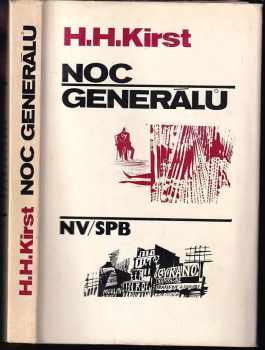 H.H.Kirst NOC GENERÁLŮ
H.H.Kirst
NOC
GENERÁLŮ
NV/SPB
CYRANO